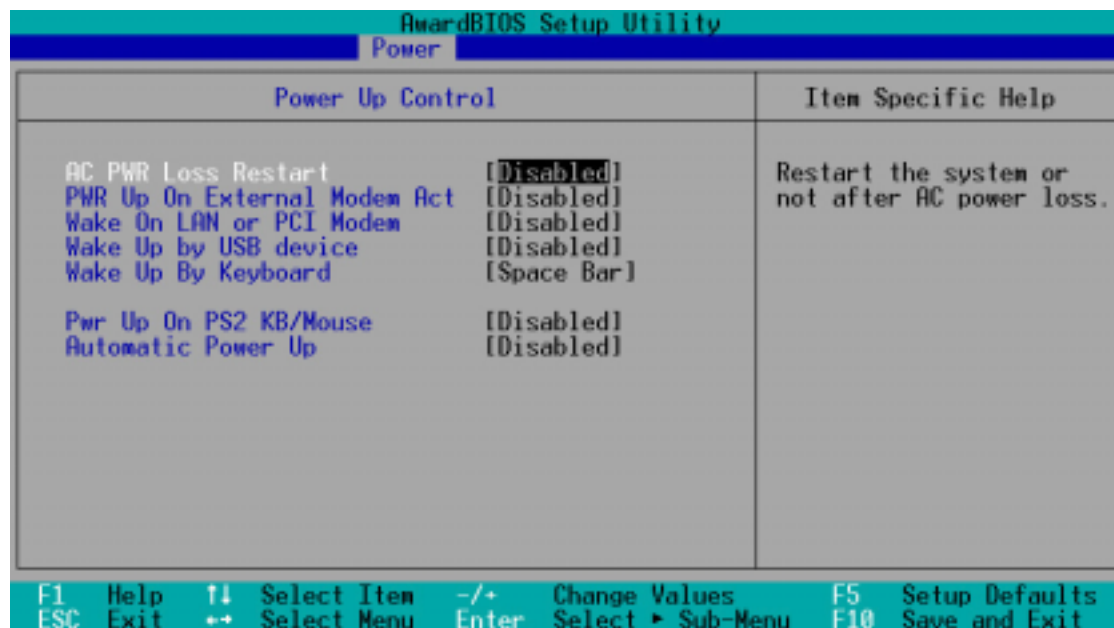 AwardBIOS Setup Utility
Power
Power Up Control
Item Specific Help
AC PWR Loss Restart [Disabled]
PWR Up On External Modem Act [Disabled]
Wake On LAN or PCI Modem [Disabled]
Wake Up by USB device [Disabled]
Wake Up By Keyboard [Space Bar]
Pwr Up On PS2 KB/Mouse [Disabled]
Automatic Power Up [Disabled]
Restart the system or
not after AC power loss.
F1 Help ↑↓ Select Item -/+ Change Values F5 Setup Defaults
ESC Exit ←→ Select Menu Enter Select ► Sub-Menu F10 Save and Exit